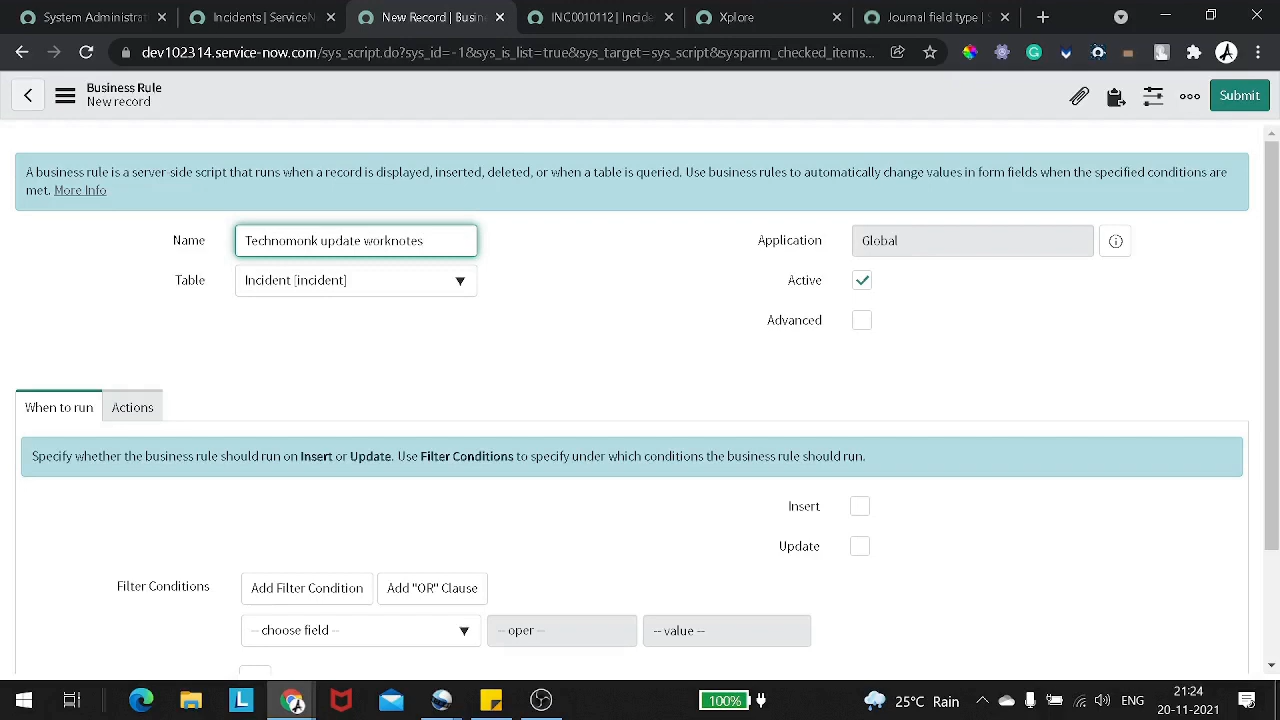 System Administrat
Incidents | ServiceN
New Record | Busin
INC0010112 | Incide
Xplore
Journal field type | S
dev102314.service-now.com/sys_script.do?sys_id=-1&sys_is_list=true&sys_target=sys_script&sysparm_checked_items...
Business Rule
New record
Submit
A business rule is a server-side script that runs when a record is displayed, inserted, deleted, or when a table is queried. Use business rules to automatically change values in form fields when the specified conditions are
met. More Info
Name
Technomonk update worknotes
Application
Global
Table
Incident [incident]
Active
Advanced
When to run
Actions
Specify whether the business rule should run on Insert or Update. Use Filter Conditions to specify under which conditions the business rule should run.
Insert
Update
Filter Conditions
Add Filter Condition
Add "OR" Clause
-- choose field --
-- oper --
-- value --
L
100%
25°C Rain
ENG
21:24
20-11-2021